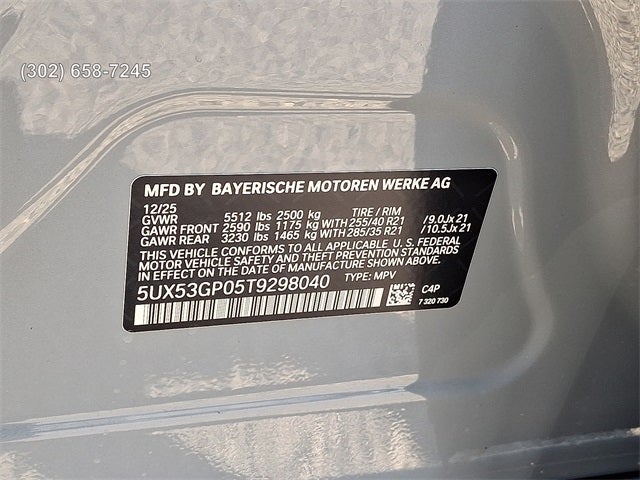 (302) 658-7245
MFD BY BAYERISCHE MOTOREN WERKE AG
12/25 TIRE / RIM
GVWR 5512 lbs 2500 kg
GAWR FRONT 2590 lbs 1175 kg WITH 255/40 R21 /9.0Jx 21
GAWR REAR 3230 lbs 1465 kg WITH 285/35 R21 /10.5Jx 21
THIS VEHICLE CONFORMS TO ALL APPLICABLE U. S. FEDERAL
MOTOR VEHICLE SAFETY AND THEFT PREVENTION STANDARDS
IN EFFECT ON THE DATE OF MANUFACTURE SHOWN ABOVE.
5UX53GP05T9298040 TYPE: MPV
C4P
7 320 730